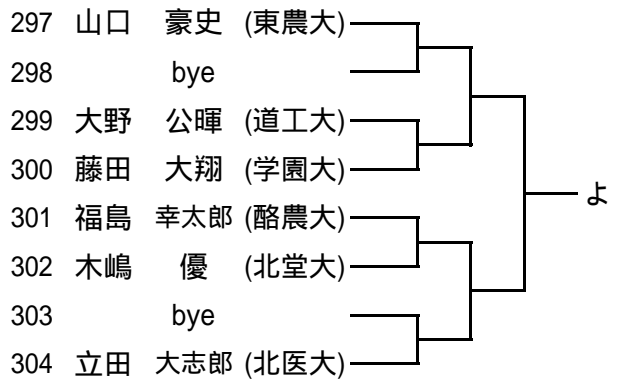 297 山口 豪史 (東農大)
298 bye
299 大野 公暉 (道工大)
300 藤田 大翔 (学園大)
301 福島 幸太郎 (酪農大)
302 木嶋 優 (北堂大)
303 bye
304 立田 大志郎 (北医大)
よ